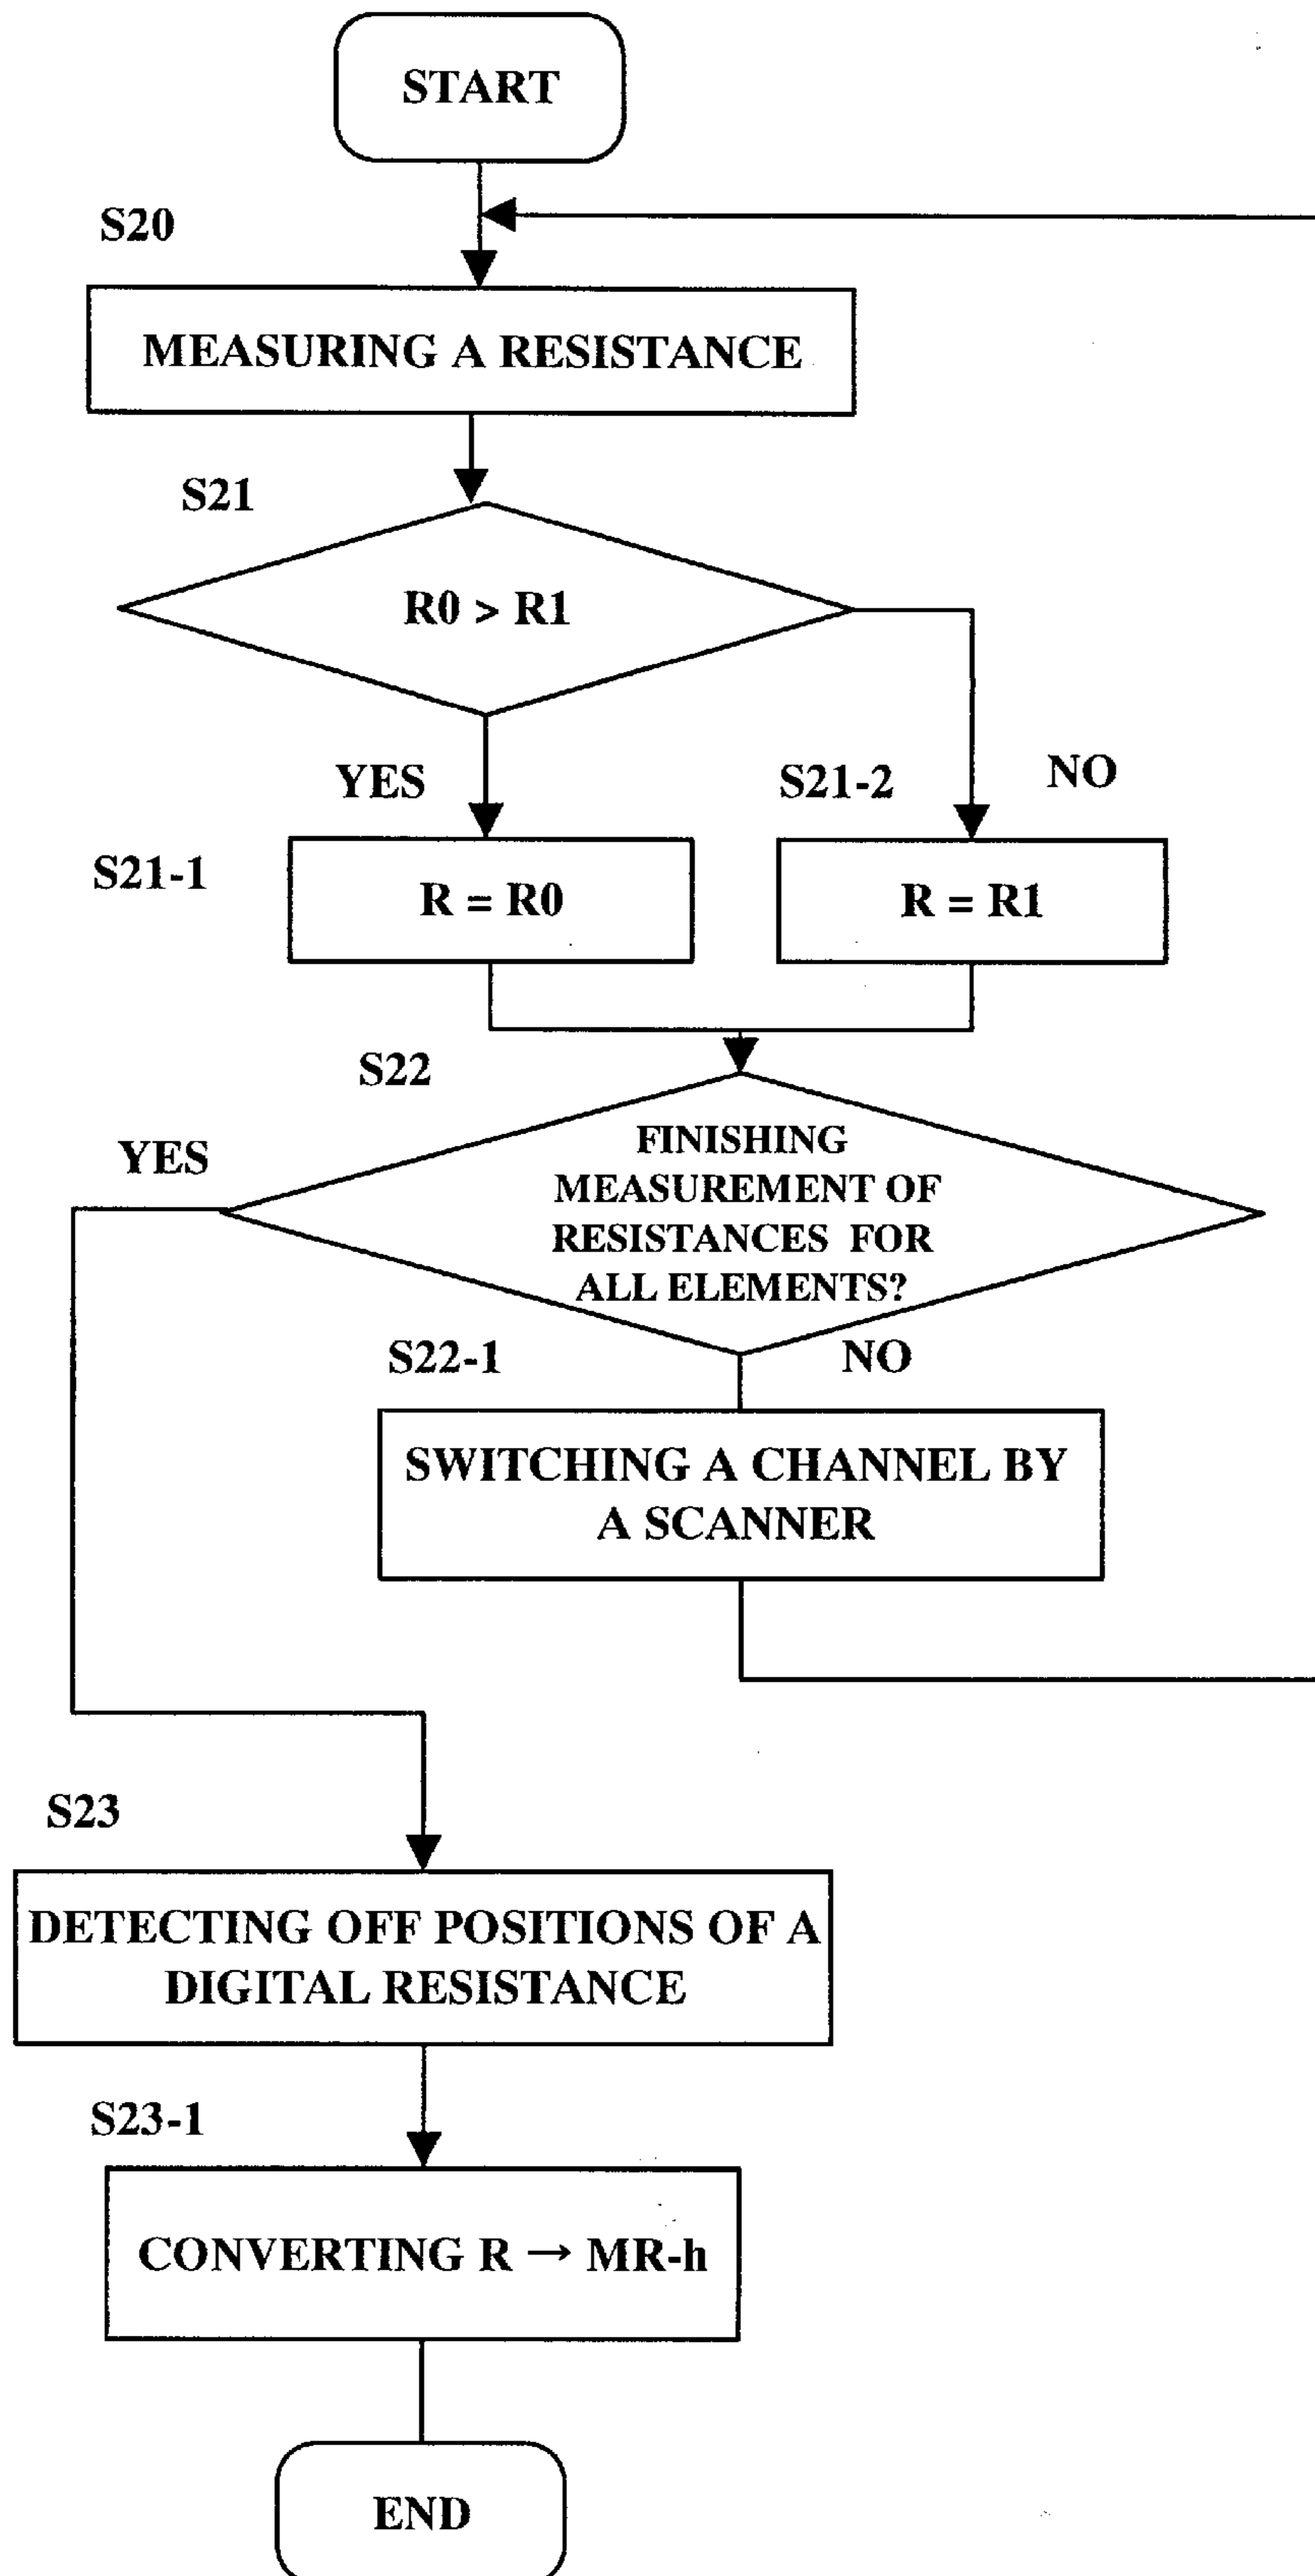 START
S20
MEASURING A RESISTANCE
S21
R0 > R1
YES
S21-2
NO
S21-1
R = R0
R = R1
S22
YES
FINISHING
MEASUREMENT OF
RESISTANCES FOR
ALL ELEMENTS?
S22-1
NO
SWITCHING A CHANNEL BY
A SCANNER
S23
DETECTING OFF POSITIONS OF A
DIGITAL RESISTANCE
S23-1
CONVERTING R → MR-h
END